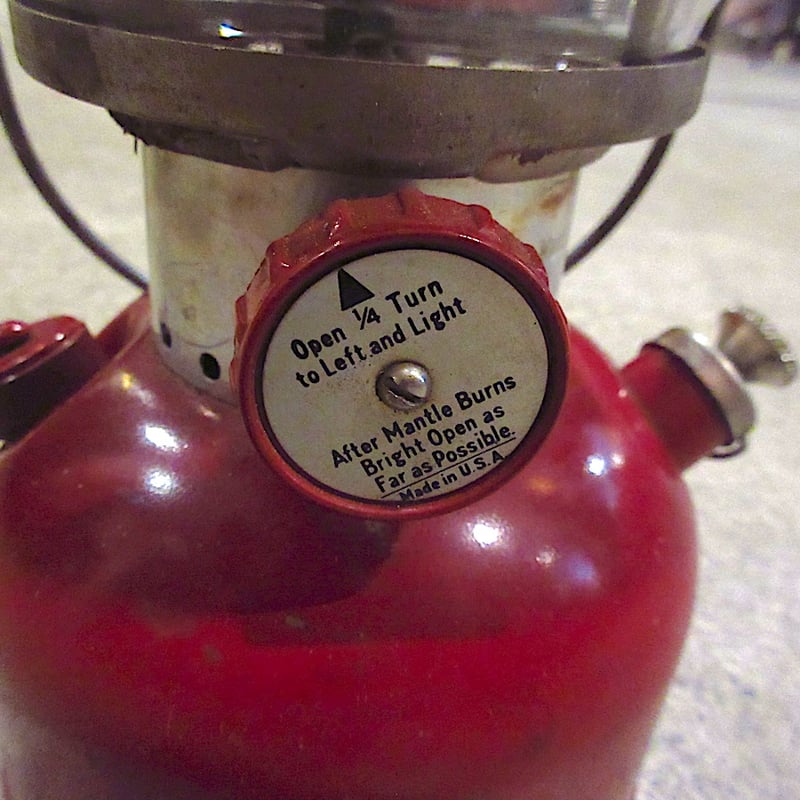 Open 1/4 Turn
to Left and Light
After Mantle Burns
Bright Open as
Far as Possible.
Made in U.S.A.